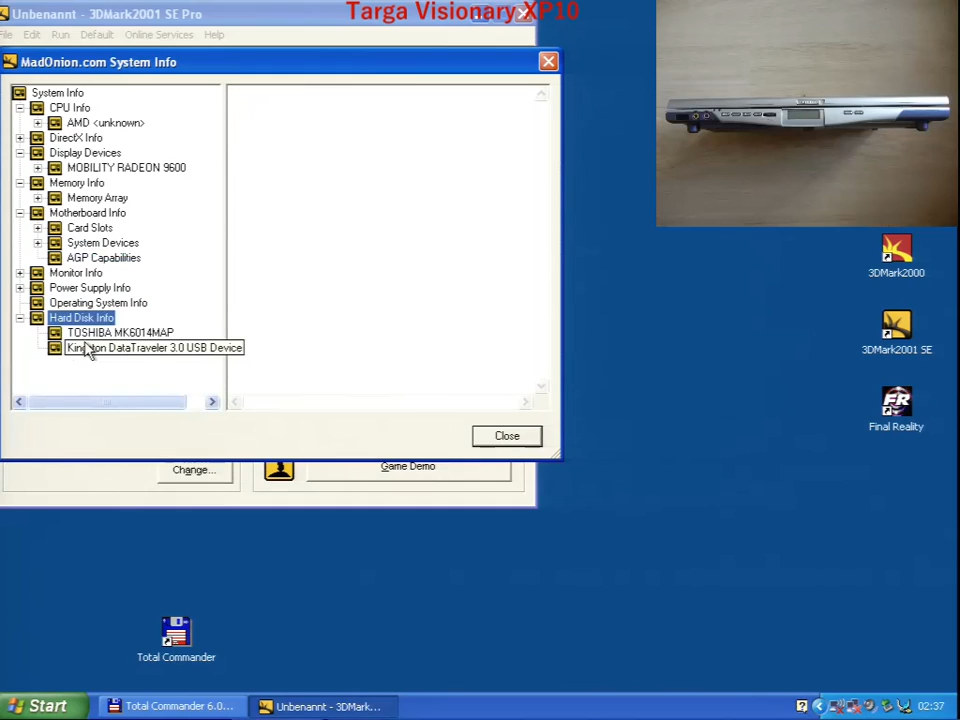 Unbenannt - 3DMark2001 SE Pro
Targa Visionary XP10
File Edit Run Default Online Services Help
MadOnion.com System Info
System Info
CPU Info
AMD <unknown>
DirectX Info
Display Devices
MOBILITY RADEON 9600
Memory Info
Memory Array
Motherboard Info
Card Slots
System Devices
AGP Capabilities
Monitor Info
Power Supply Info
Operating System Info
Hard Disk Info
TOSHIBA MK6014MAP
Kingston DataTraveler 3.0 USB Device
Close
Change...
Game Demo
3DMark2000
3DMark2001 SE
FR
Final Reality
Total Commander
Start
Total Commander 6.0...
Unbenannt - 3DMark...
02:37